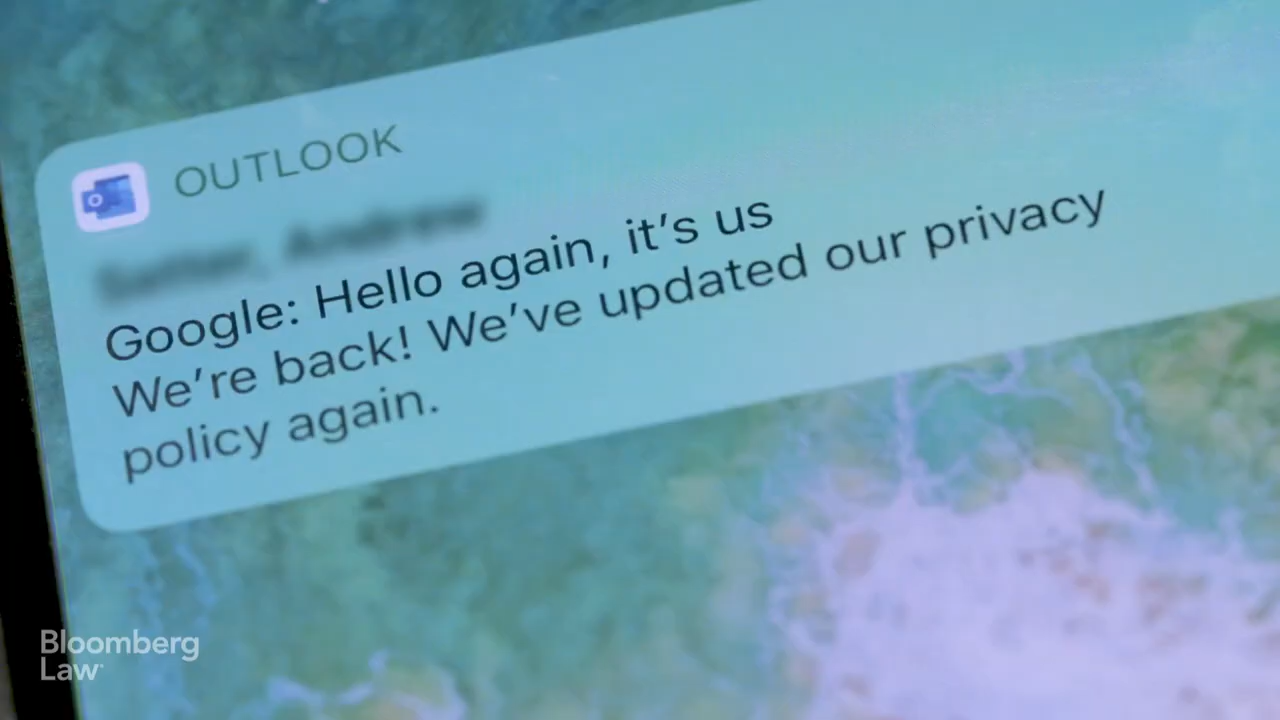 OUTLOOK
Google: Hello again, it’s us
We’re back! We’ve updated our privacy
policy again.
Bloomberg
Law